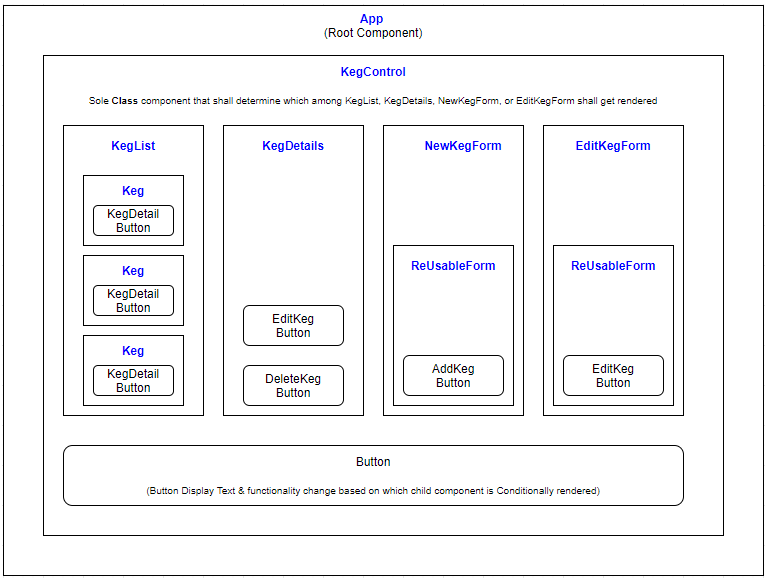 App
(Root Component)
KegControl
Sole Class component that shall determine which among KegList, KegDetails, NewKegForm, or EditKegForm shall get rendered
KegList
Keg
KegDetail
Button
Keg
KegDetail
Button
Keg
KegDetail
Button
KegDetails
EditKeg
Button
DeleteKeg
Button
NewKegForm
ReUsableForm
AddKeg
Button
EditKegForm
ReUsableForm
EditKeg
Button
Button
(Button Display Text & functionality change based on which child component is Conditionally rendered)